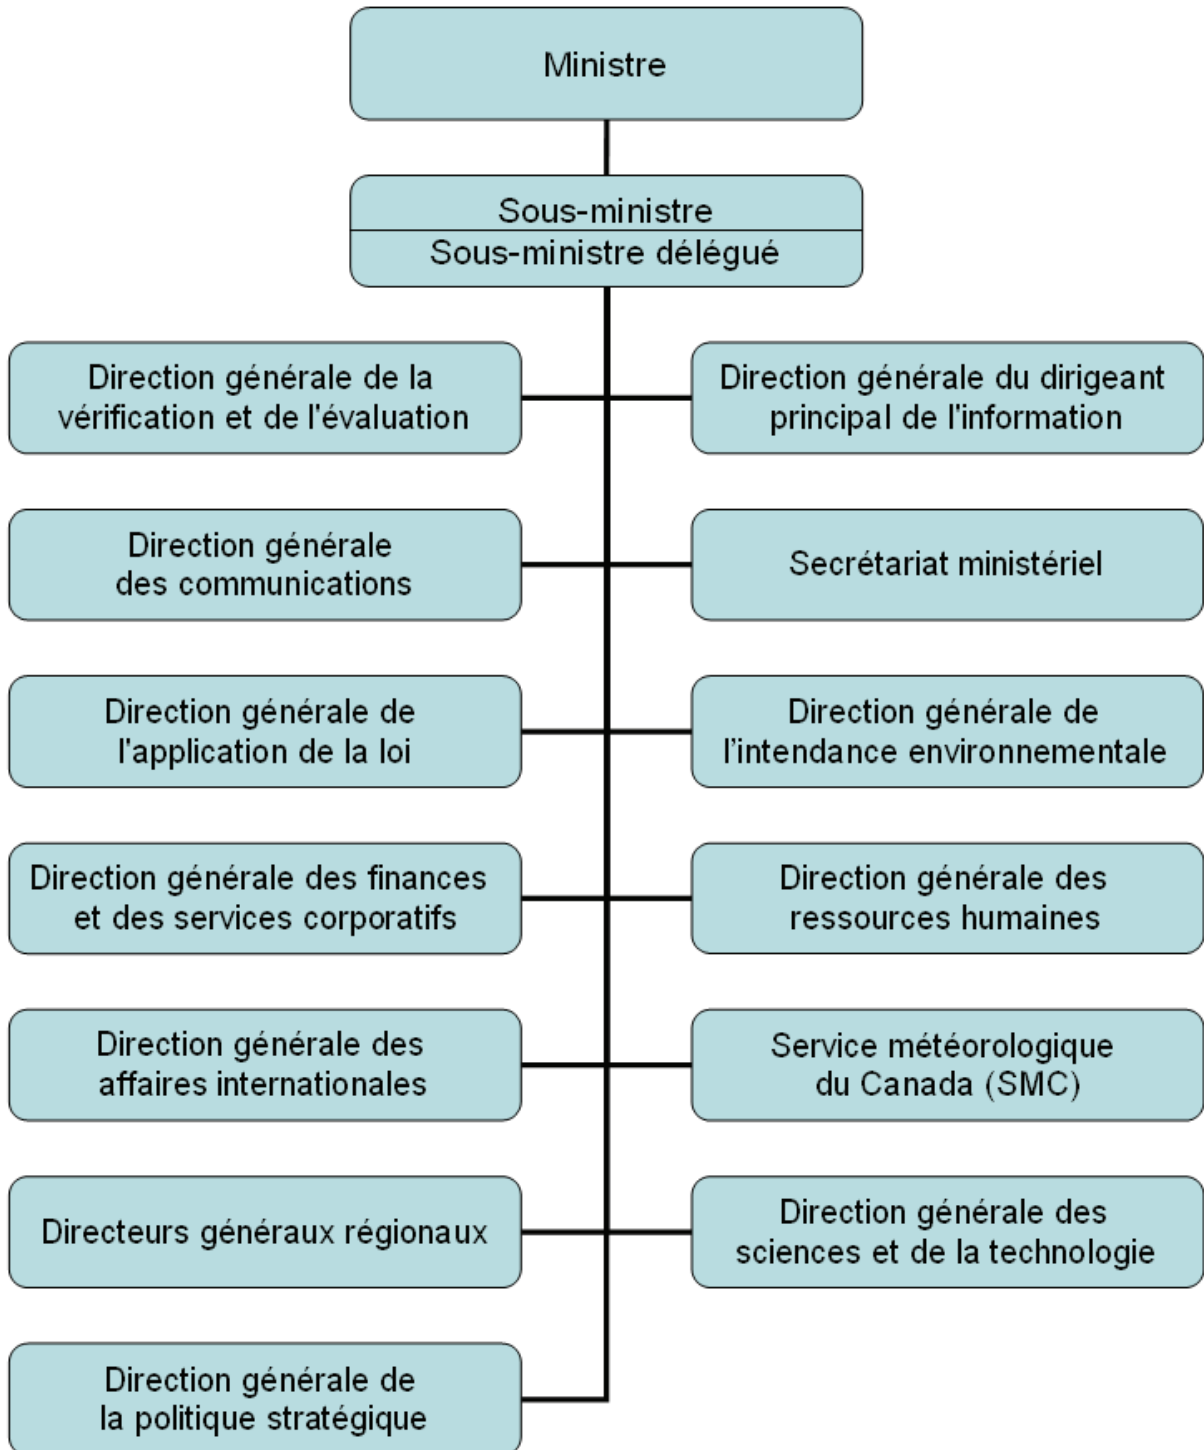 Ministre
Sous-ministre
Sous-ministre délégué
Direction générale de la
vérification et de l'évaluation
Direction générale du dirigeant
principal de l'information
Direction générale
des communications
Secrétariat ministériel
Direction générale de
l'application de la loi
Direction générale de
l’intendance environnementale
Direction générale des finances
et des services corporatifs
Direction générale des
ressources humaines
Direction générale des
affaires internationales
Service météorologique
du Canada (SMC)
Directeurs généraux régionaux
Direction générale des
sciences et de la technologie
Direction générale de
la politique stratégique